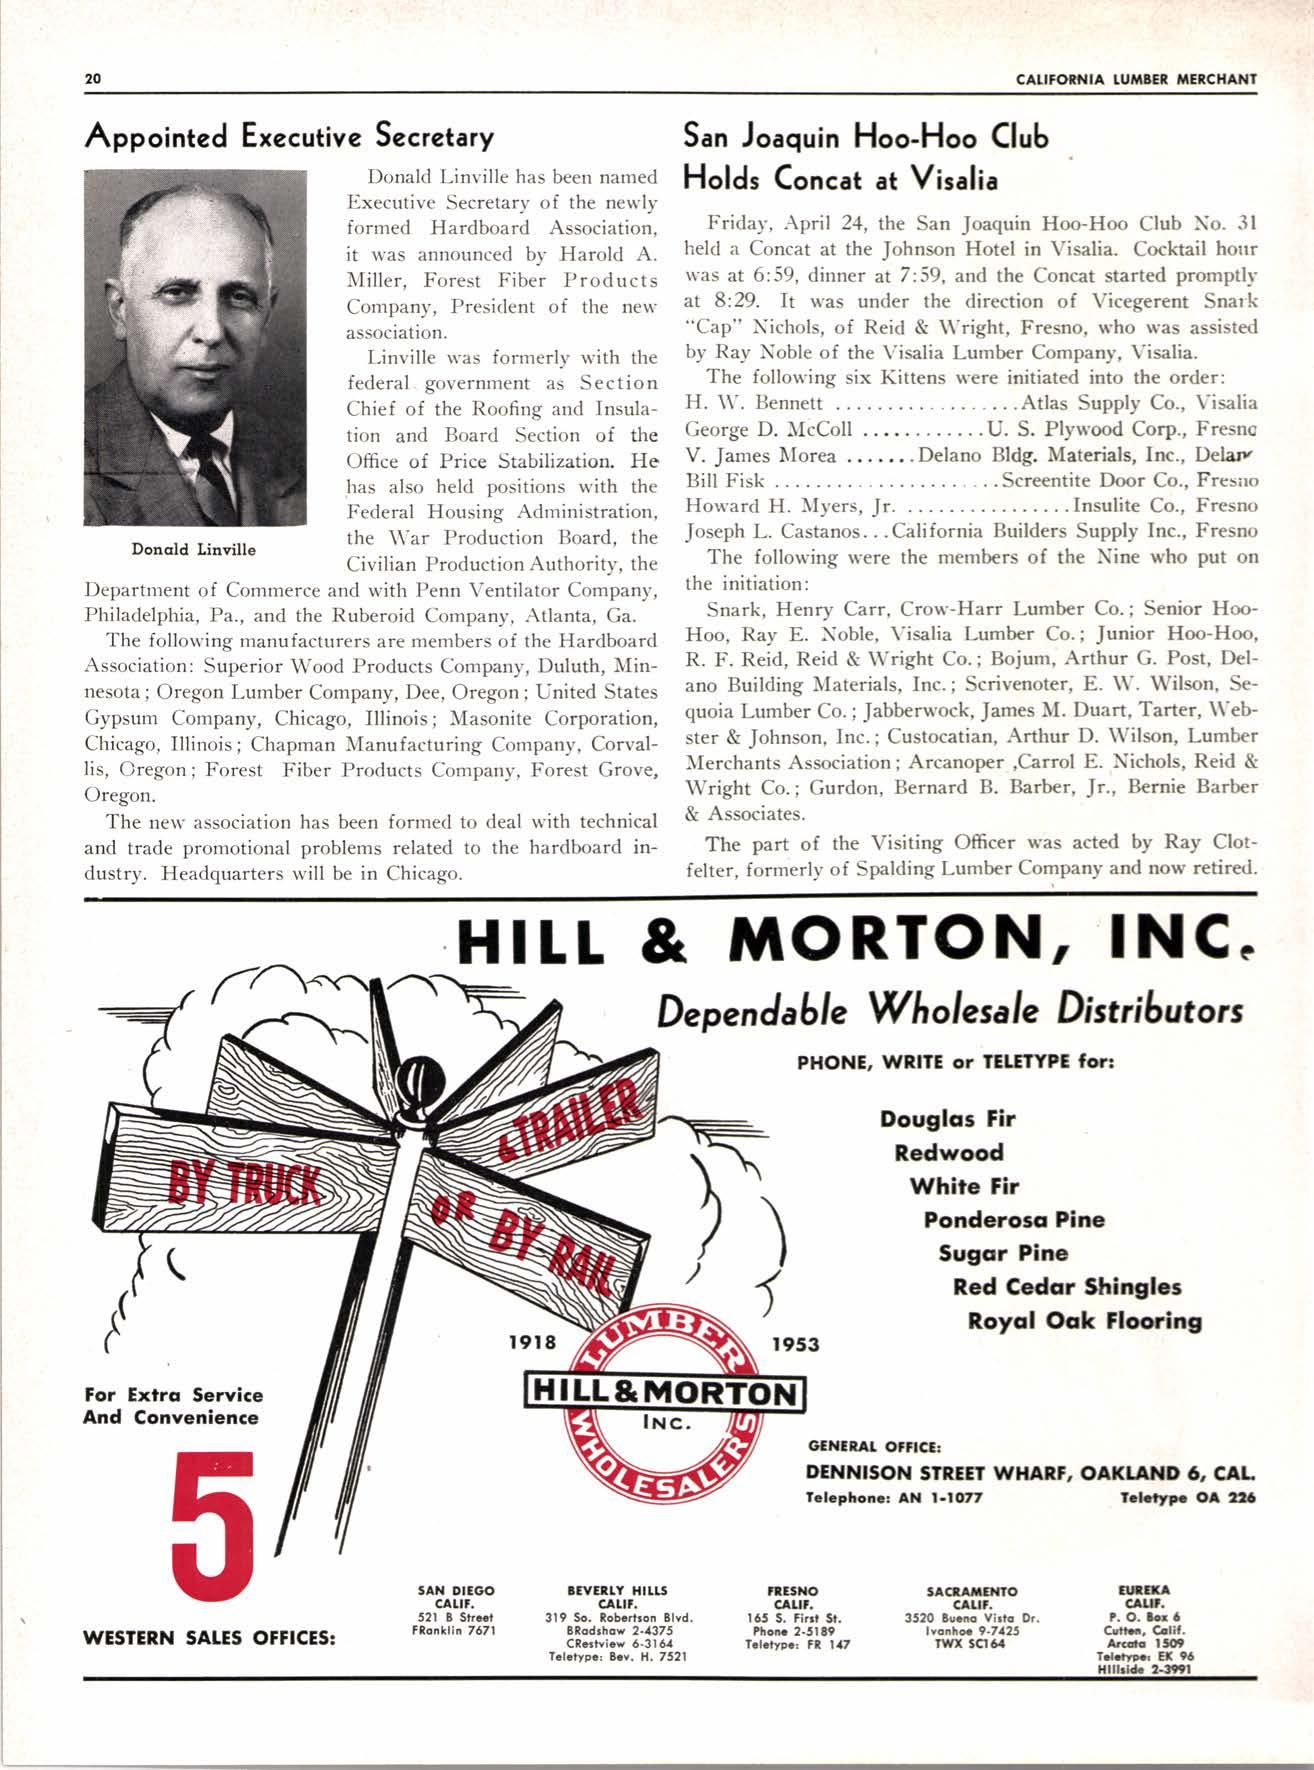 20
CALIFORNIA LUMBER MERCHANT
Appointed Executive Secretary
Donald Linville has been named
Executive Secretary of the newly
formed Hardboard Association,
it was announced by Harold A.
Miller, Forest Fiber Products
Company, President of the new
association.
Linville was formerly with the
federal government as Section
Chief of the Roofing and Insula-
tion and Board Section of the
Office of Price Stabilization. He
has also held positions with the
Federal Housing Administration,
the War Production Board, the
Civilian Production Authority, the
Donald Linville
Department of Commerce and with Penn Ventilator Company,
Philadelphia, Pa., and the Ruberoid Company, Atlanta, Ga.
The following manufacturers are members of the Hardboard
Association: Superior Wood Products Company, Duluth, Min-
nesota; Oregon Lumber Company, Dee, Oregon; United States
Gypsum Company, Chicago, Illinois; Masonite Corporation,
Chicago, Illinois; Chapman Manufacturing Company, Corval-
lis, Oregon; Forest Fiber Products Company, Forest Grove,
Oregon.
The new association has been formed to deal with technical
and trade promotional problems related to the hardboard in-
dustry. Headquarters will be in Chicago.
San Joaquin Hoo-Hoo Club
Holds Concat at Visalia
Friday, April 24, the San Joaquin Hoo-Hoo Club No. 31
held a Concat at the Johnson Hotel in Visalia. Cocktail hour
was at 6:59, dinner at 7:59, and the Concat started promptly
at 8:29. It was under the direction of Vicegerent Snark
"Cap" Nichols, of Reid & Wright, Fresno, who was assisted
by Ray Noble of the Visalia Lumber Company, Visalia.
The following six Kittens were initiated into the order:
H. W. Bennett ..................Atlas Supply Co., Visalia
George D. McColl ............U. S. Plywood Corp., Fresno
V. James Morea .......Delano Bldg. Materials, Inc., Delano
Bill Fisk ......................Screentite Door Co., Fresno
Howard H. Myers, Jr. ................Insulite Co., Fresno
Joseph L. Castanos...California Builders Supply Inc., Fresno
The following were the members of the Nine who put on
the initiation:
Snark, Henry Carr, Crow-Harr Lumber Co.; Senior Hoo-
Hoo, Ray E. Noble, Visalia Lumber Co.; Junior Hoo-Hoo,
R. F. Reid, Reid & Wright Co.; Bojum, Arthur G. Post, Del-
ano Building Materials, Inc.; Scrivenoter, E. W. Wilson, Se-
quoia Lumber Co.; Jabberwock, James M. Duart, Tarter, Web-
ster & Johnson, Inc.; Custocatian, Arthur D. Wilson, Lumber
Merchants Association; Arcanoper ,Carrol E. Nichols, Reid &
Wright Co.; Gurdon, Bernard B. Barber, Jr., Bernie Barber
& Associates.
The part of the Visiting Officer was acted by Ray Clot-
felter, formerly of Spalding Lumber Company and now retired.
HILL & MORTON, INC.
Dependable Wholesale Distributors
PHONE, WRITE or TELETYPE for:
Douglas Fir
Redwood
White Fir
Ponderosa Pine
Sugar Pine
Red Cedar Shingles
Royal Oak Flooring
BY TRUCK
& TRAILER
OR BY RAIL
1918
1953
LUMBER
HILL & MORTON
INC.
WHOLESALERS
For Extra Service
And Convenience
5
WESTERN SALES OFFICES:
GENERAL OFFICE:
DENNISON STREET WHARF, OAKLAND 6, CAL.
Telephone: AN 1-1077 Teletype OA 226
SAN DIEGO
CALIF.
521 B Street
FRanklin 7671
BEVERLY HILLS
CALIF.
319 So. Robertson Blvd.
BRadshaw 2-4375
CRestview 6-3164
Teletype: Bev. H. 7521
FRESNO
CALIF.
165 S. First St.
Phone 2-5189
Teletype: FR 147
SACRAMENTO
CALIF.
3520 Buena Vista Dr.
Ivanhoe 9-7425
TWX SC164
EUREKA
CALIF.
P. O. Box 6
Cutten, Calif.
Arcata 1509
Teletype: EK 96
Hillside 2-3991